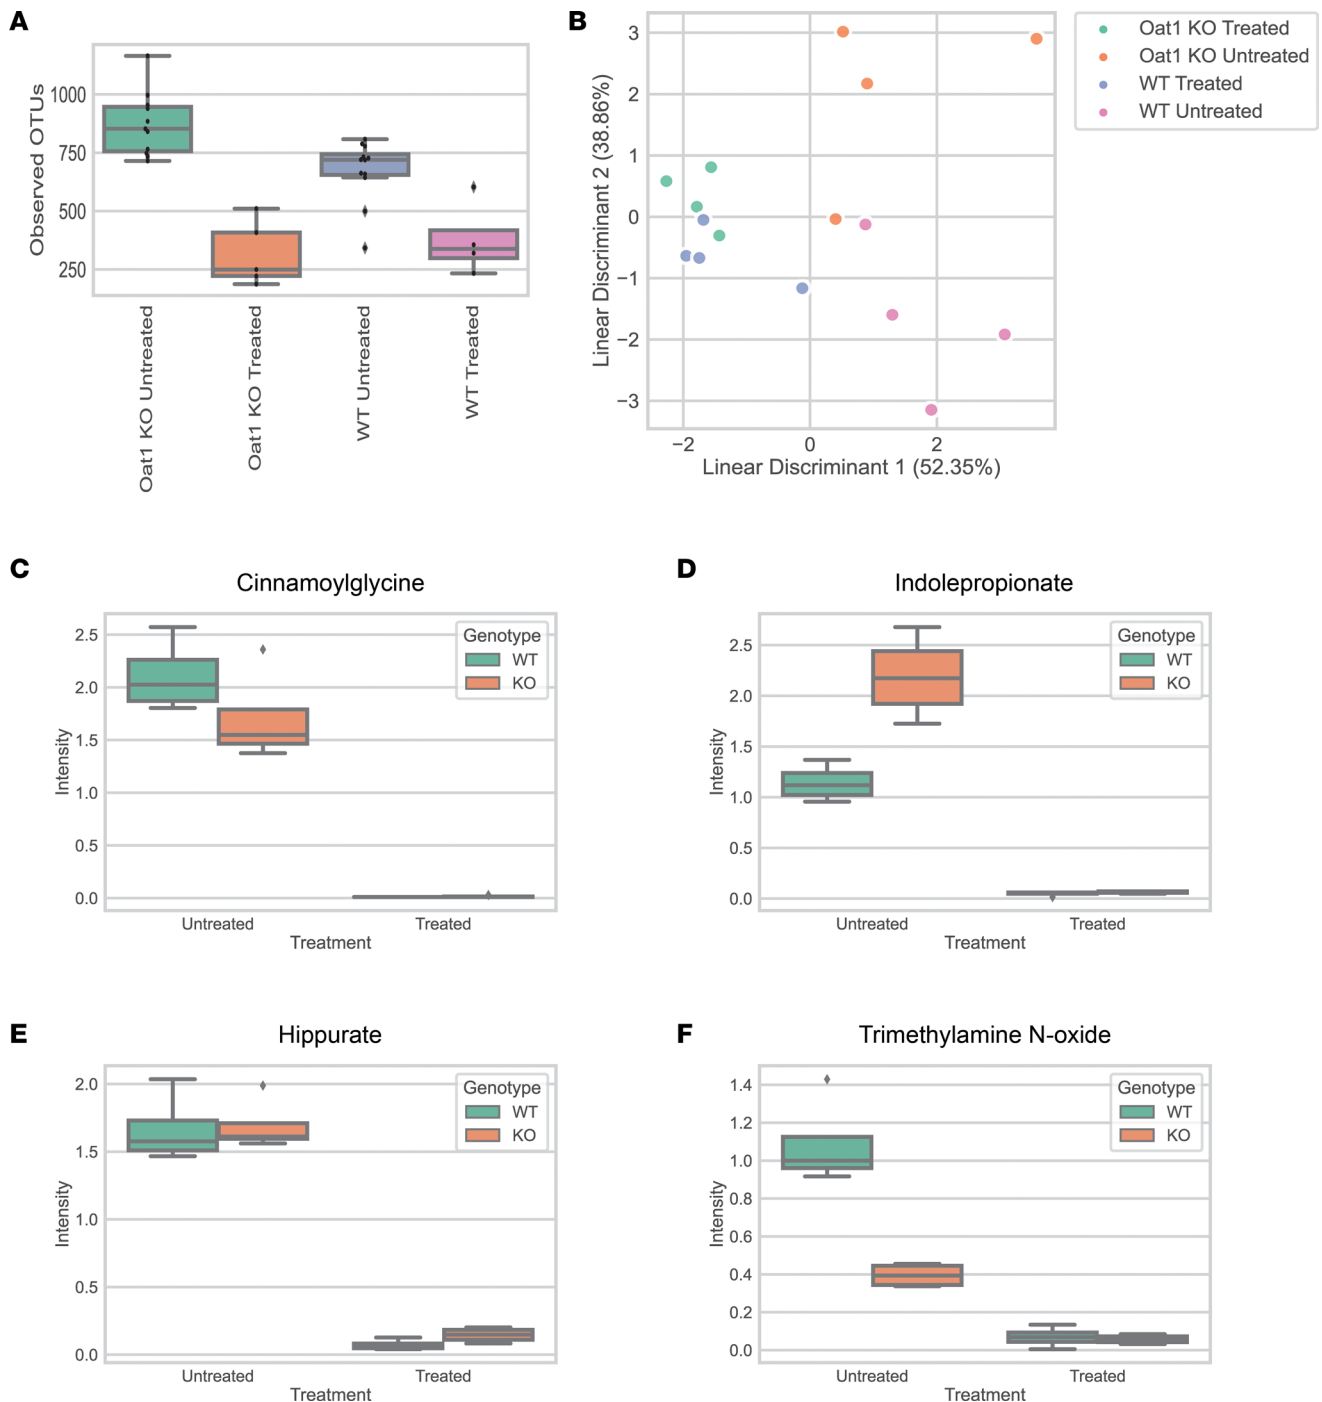 A
1000
750
500
250
Observed OTUs
Oat1 KO Untreated
Oat1 KO Treated
WT Untreated
WT Treated
B
3
2
1
0
−1
−2
−3
Linear Discriminant 2 (38.86%)
−2
0
2
Linear Discriminant 1 (52.35%)
Oat1 KO Treated
Oat1 KO Untreated
WT Treated
WT Untreated
C
Cinnamoylglycine
2.5
2.0
1.5
1.0
0.5
0.0
Intensity
Genotype
WT
KO
Untreated
Treated
Treatment
D
Indolepropionate
2.5
2.0
1.5
1.0
0.5
0.0
Intensity
Genotype
WT
KO
Untreated
Treated
Treatment
E
Hippurate
2.0
1.5
1.0
0.5
0.0
Intensity
Genotype
WT
KO
Untreated
Treated
Treatment
F
Trimethylamine N-oxide
1.4
1.2
1.0
0.8
0.6
0.4
0.2
0.0
Intensity
Genotype
WT
KO
Untreated
Treated
Treatment